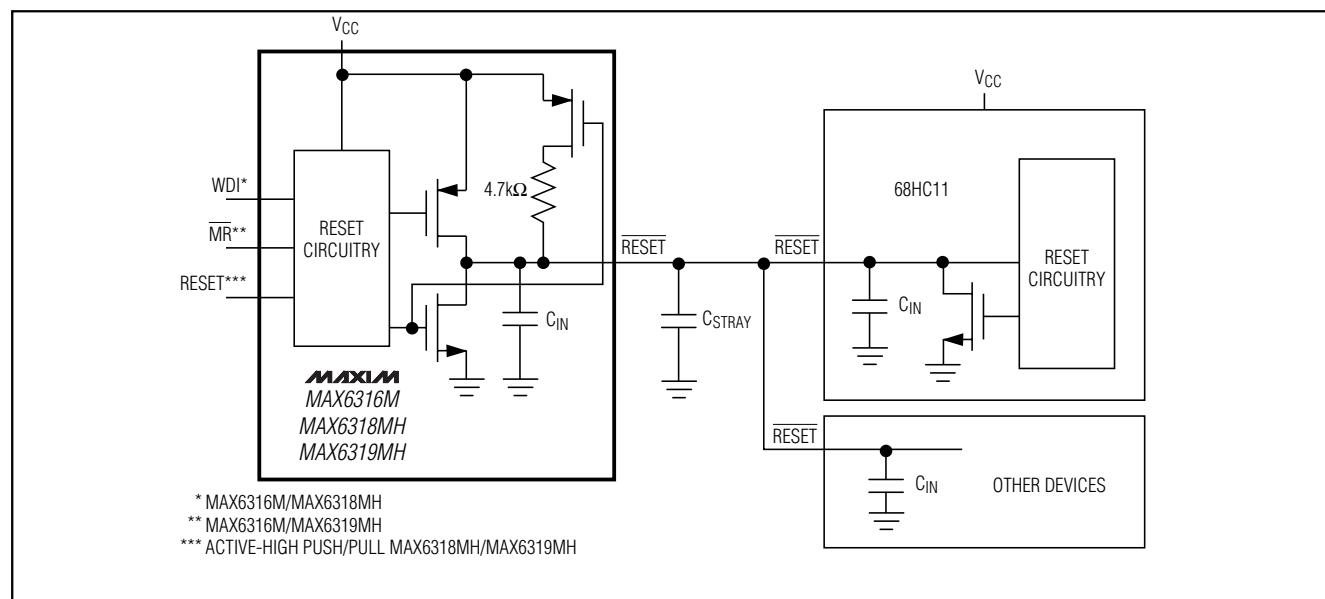 VCC
VCC
WDI*
MR**
RESET***
RESET
CIRCUITRY
4.7kΩ
CIN
MAXIM
MAX6316M
MAX6318MH
MAX6319MH
RESET
CSTRAY
RESET
68HC11
CIN
RESET
CIRCUITRY
RESET
CIN
OTHER DEVICES
* MAX6316M/MAX6318MH
** MAX6316M/MAX6319MH
*** ACTIVE-HIGH PUSH/PULL MAX6318MH/MAX6319MH